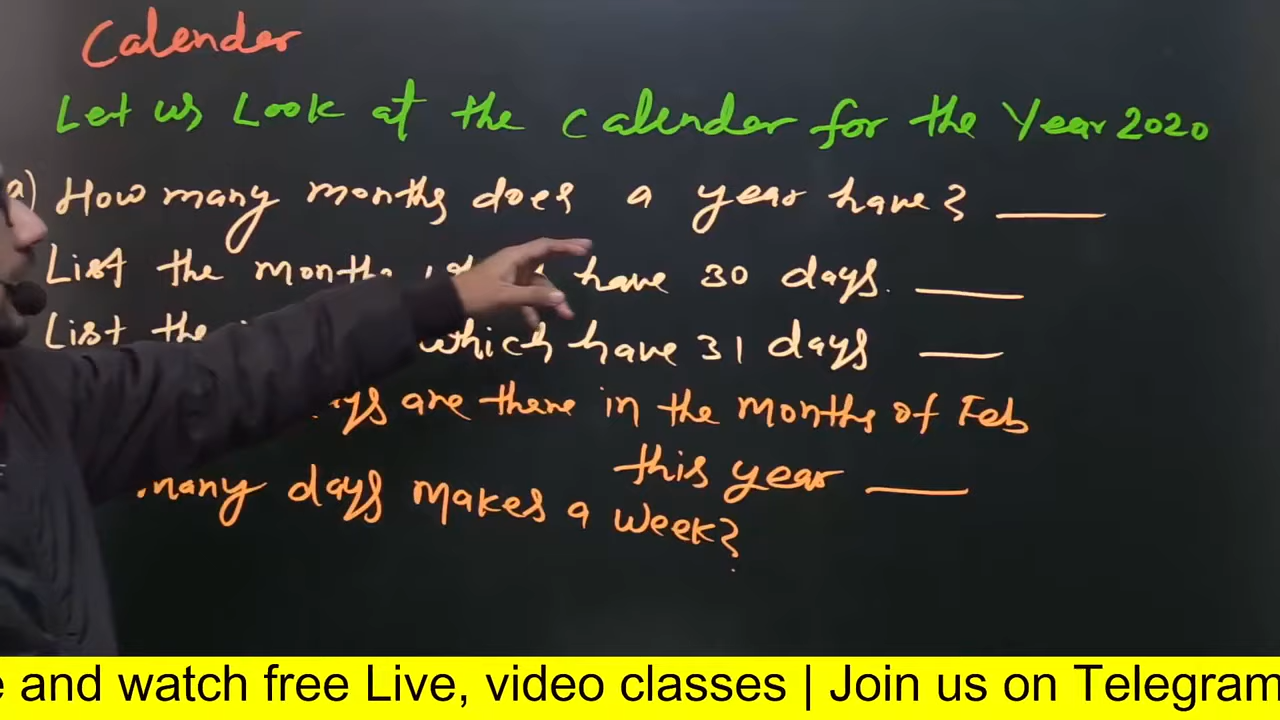 Calender
Let us Look at the Calender for the Year 2020
a) How many months does a year have? ____
List the months have 30 days. ____
List the which have 31 days ____
are there in the months of Feb
this year ____
many days makes a week?
e and watch free Live, video classes | Join us on Telegram